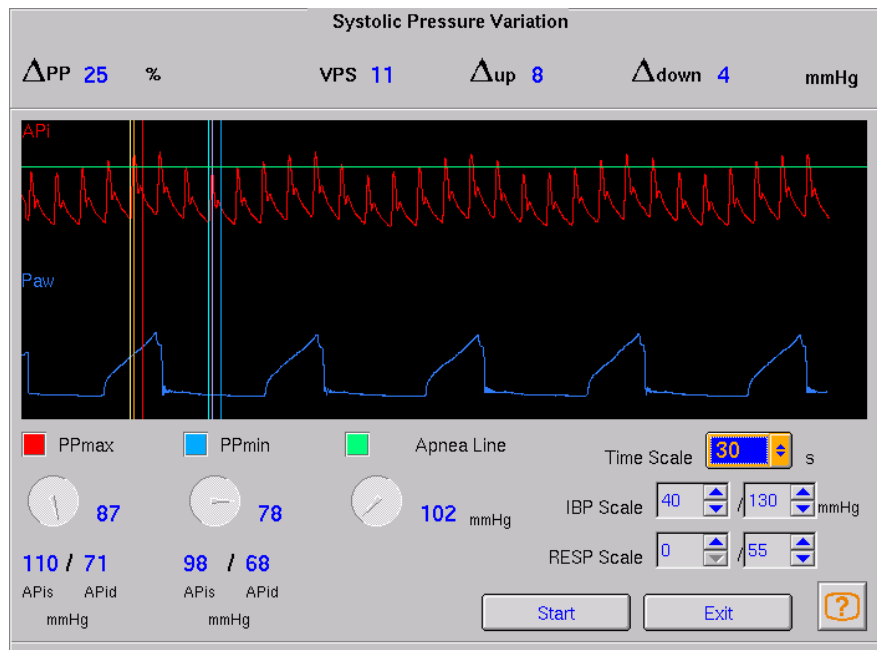 Systolic Pressure Variation
ΔPP 25 % VPS 11 Δup 8 Δdown 4 mmHg
APi
Paw
PPmax PPmin Apnea Line
Time Scale 30 s
87 78 102 mmHg
IBP Scale 40 / 130 mmHg
RESP Scale 0 / 55
110 / 71 98 / 68
APis APid APis APid
mmHg mmHg
Start Exit ?